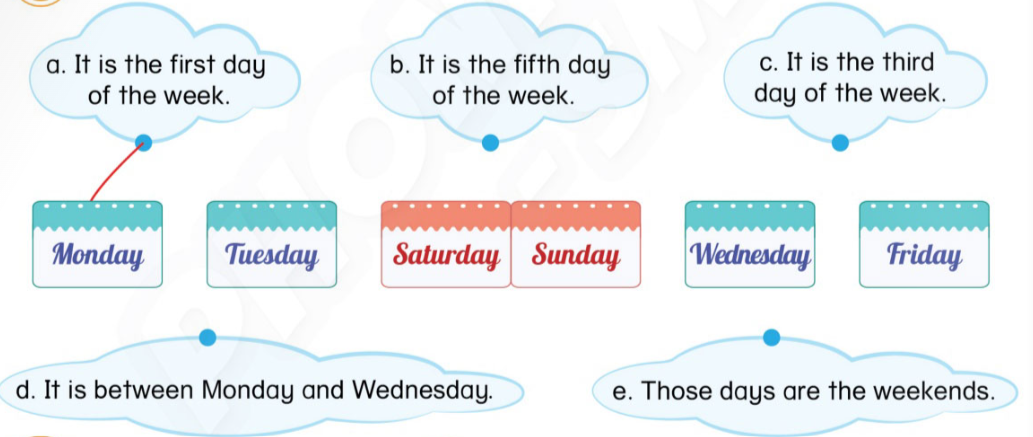 a. It is the first day
of the week.
b. It is the fifth day
of the week.
c. It is the third
day of the week.
Monday
Tuesday
Saturday
Sunday
Wednesday
Friday
d. It is between Monday and Wednesday.
e. Those days are the weekends.